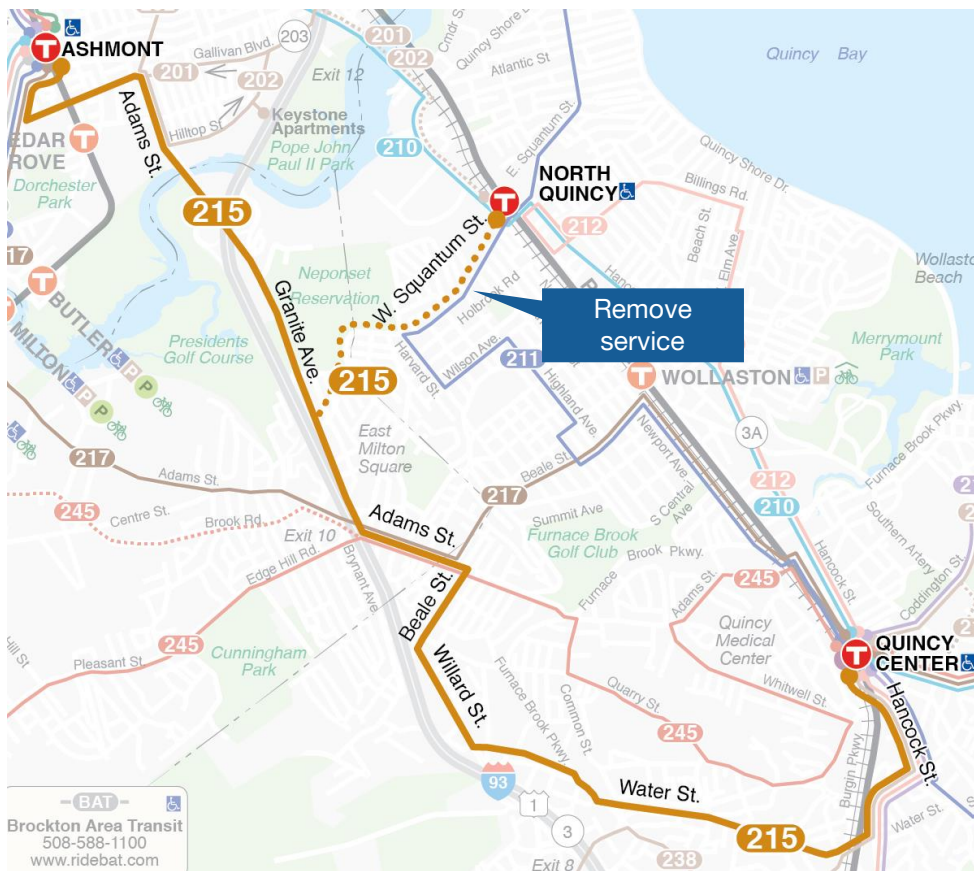 T ASHMONT
201
Gallivan Blvd.
202
203
Exit 12
201
202
Cmdr Shea
Quincy Shore Dr.
Atlantic St
Quincy Bay
Keystone
Apartments
Pope John
Paul II Park
Hilltop St.
Adams St.
EDAR
ROVE
T
Dorchester
Park
210
E. Squantum St.
T
NORTH
QUINCY
Billings Rd.
Quincy Shore Dr.
212
Beach St.
Elm Ave
215
17
W. Squantum St.
Neponset
Reservation
Holbrook Rd
Remove
service
Wollaston
Beach
T
BUTLER
P
P
T
MILTON
P
P
Presidents
Golf Course
Granite Ave.
215
Harvard St.
Wilson Ave.
211
Highland Ave.
T WOLLASTON P
Merrymount
Park
Newport Ave.
3A
Furnace Brook Pkwy.
East
Milton
Square
217
Adams St.
Beale St.
217
245
Centre St.
Brook Rd.
Adams St.
Summit Ave
S Central
Ave
Furnace Brook
Golf Club
212
210
Southern Artery
Exit 10
Edge Hill Rd.
Brynant Ave.
Furnace
Brook Pkwy.
Adams St.
245
Hancock St.
Coddington St.
Beale St.
Quincy
Medical
Center
T
QUINCY
CENTER
245
Pleasant St.
Cunningham
Park
Hill St
Willard St.
Furnace Brook Pkwy
Common St.
Quarry St.
245
Whitwell St.
Hancock St.
Burgin Pkwy
93
1
3
Water St.
215
Water St.
238
Exit 8
BAT
Brockton Area Transit
508-588-1100
www.ridebat.com